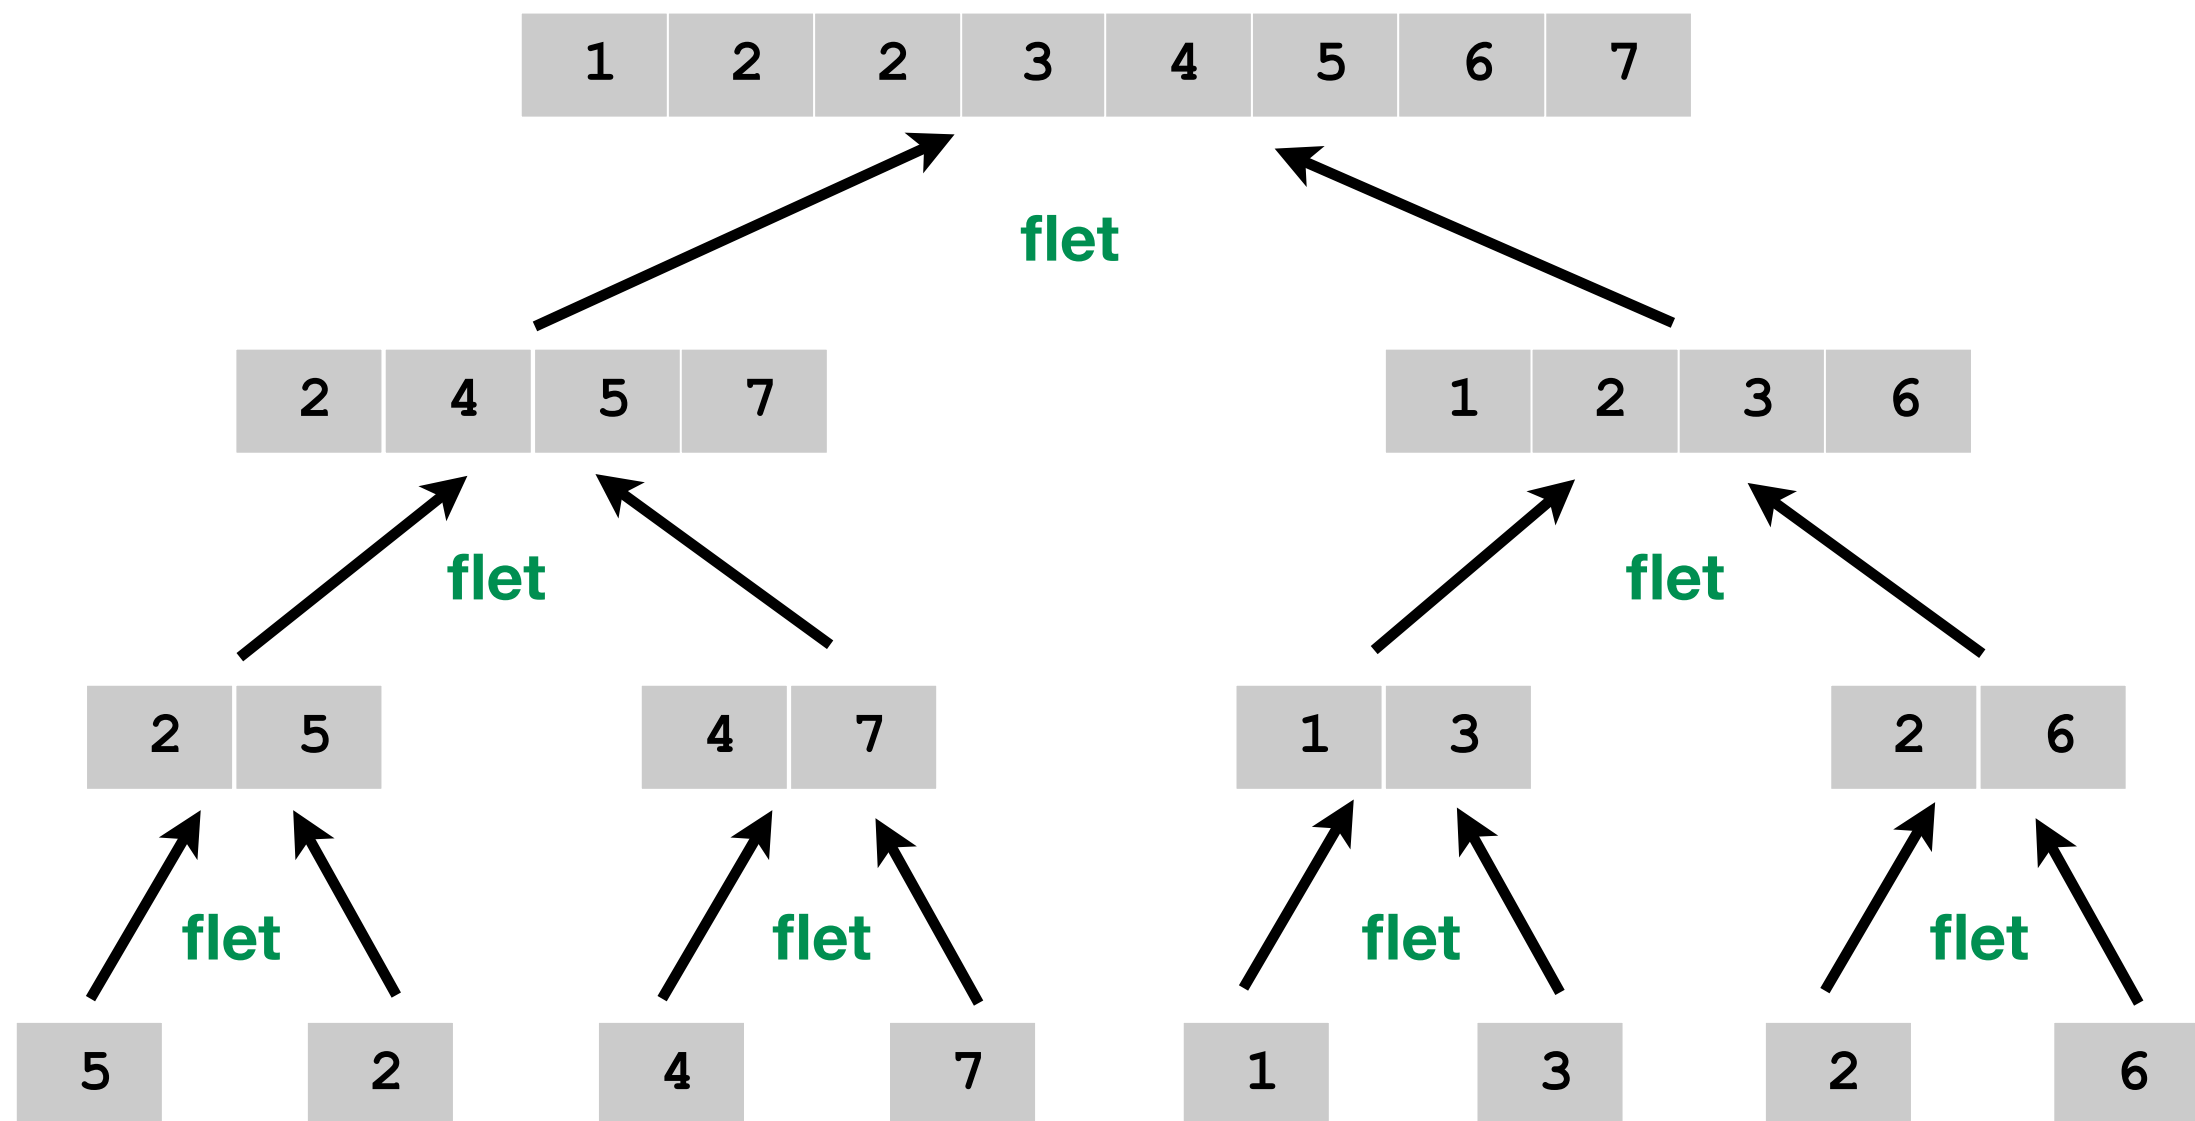 1 2 2 3 4 5 6 7
flet
2 4 5 7 1 2 3 6
flet flet
2 5 4 7 1 3 2 6
flet flet flet flet
5 2 4 7 1 3 2 6